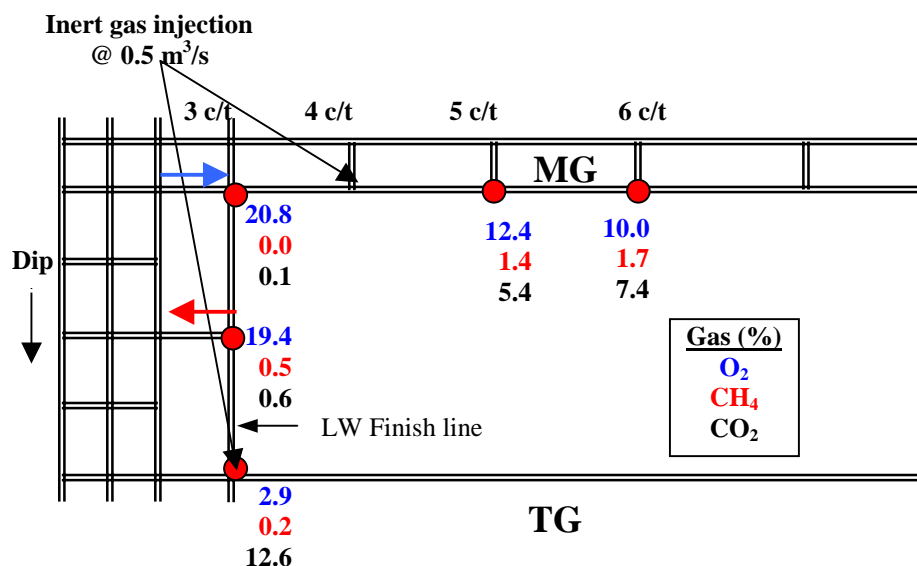 Inert gas injection
@ 0.5 m³/s
3 c/t
4 c/t
5 c/t
6 c/t
MG
20.8
0.0
0.1
12.4
1.4
5.4
10.0
1.7
7.4
Dip
19.4
0.5
0.6
Gas (%)
O₂
CH₄
CO₂
LW Finish line
2.9
0.2
12.6
TG